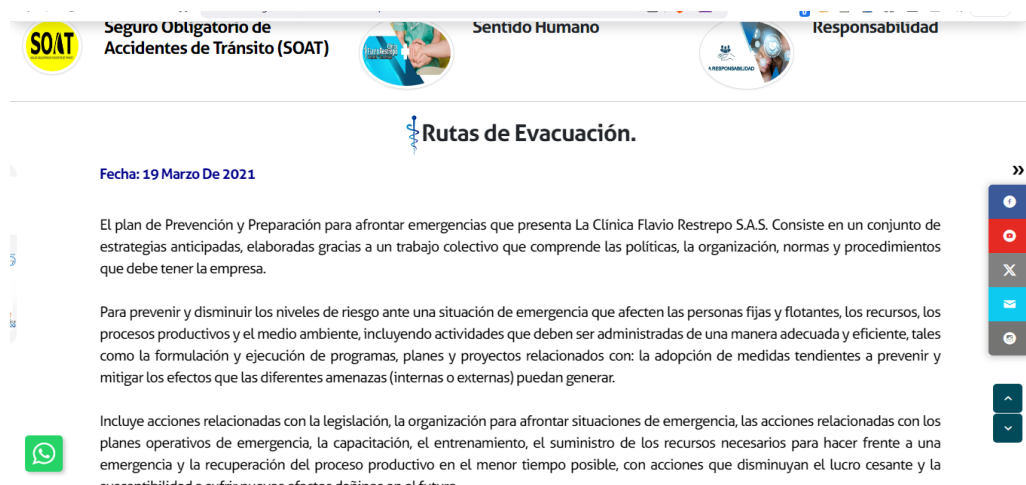 SOAT
Seguro Obligatorio de
Accidentes de Tránsito (SOAT)
Sentido Humano
Responsabilidad
A RESPONSABILIDAD
Rutas de Evacuación.
Fecha: 19 Marzo De 2021
El plan de Prevención y Preparación para afrontar emergencias que presenta La Clínica Flavio Restrepo S.A.S. Consiste en un conjunto de
estrategias anticipadas, elaboradas gracias a un trabajo colectivo que comprende las políticas, la organización, normas y procedimientos
que debe tener la empresa.
Para prevenir y disminuir los niveles de riesgo ante una situación de emergencia que afecten las personas fijas y flotantes, los recursos, los
procesos productivos y el medio ambiente, incluyendo actividades que deben ser administradas de una manera adecuada y eficiente, tales
como la formulación y ejecución de programas, planes y proyectos relacionados con: la adopción de medidas tendientes a prevenir y
mitigar los efectos que las diferentes amenazas (internas o externas) puedan generar.
Incluye acciones relacionadas con la legislación, la organización para afrontar situaciones de emergencia, las acciones relacionadas con los
planes operativos de emergencia, la capacitación, el entrenamiento, el suministro de los recursos necesarios para hacer frente a una
emergencia y la recuperación del proceso productivo en el menor tiempo posible, con acciones que disminuyan el lucro cesante y la
susceptibilidad a sufrir nuevos efectos dañinos en el futuro.